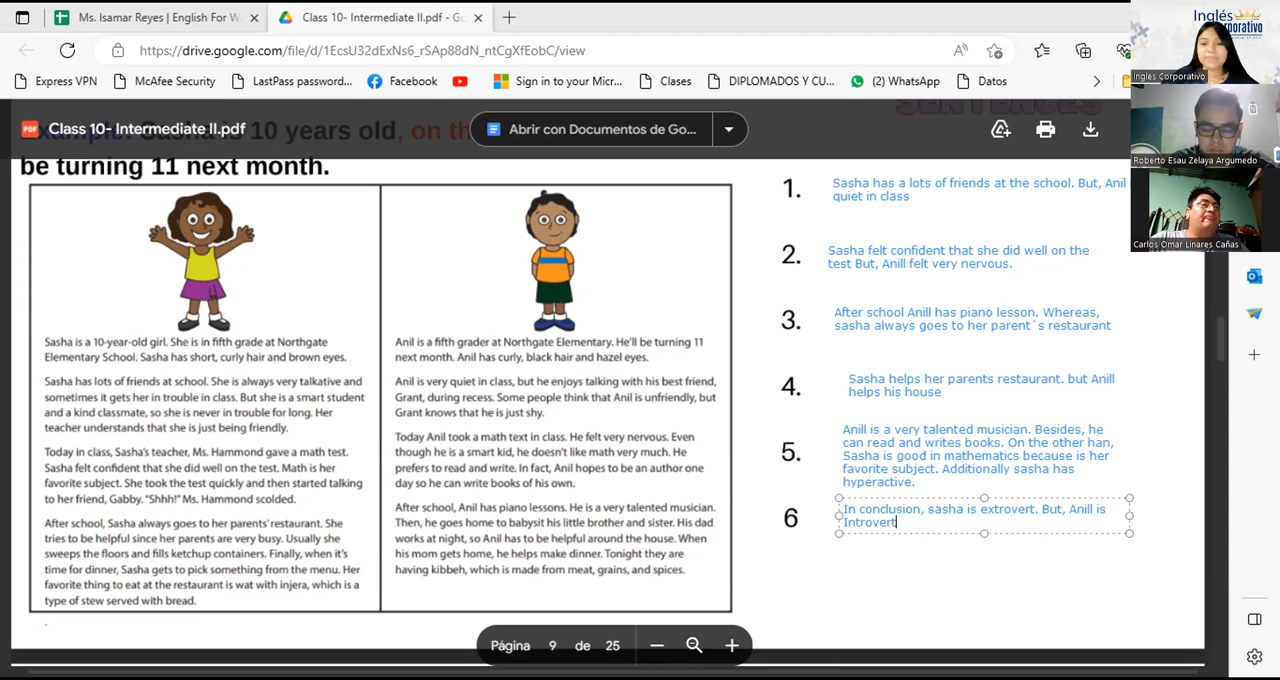 Ms. Isamar Reyes | English For W
Class 10- Intermediate II.pdf - Go
https://drive.google.com/file/d/1EcsU32dExNs6_rSAp88dN_ntCgXfEobC/view
Express VPN
McAfee Security
LastPass password...
Facebook
Sign in to your Micr...
Clases
DIPLOMADOS Y CU...
(2) WhatsApp
Datos
Inglés
Corporativo
Ingles Corporativo
Roberto Esau Zelaya Argumedo
Carlos Omar Linares Cañas
PDF
Class 10- Intermediate II.pdf
Abrir con Documentos de Go...
SENTENCES
Example: Sasha is 10 years old, on th
be turning 11 next month.
Sasha is a 10-year-old girl. She is in fifth grade at Northgate
Elementary School. Sasha has short, curly hair and brown eyes.
Sasha has lots of friends at school. She is always very talkative and
sometimes it gets her in trouble in class. But she is a smart student
and a kind classmate, so she is never in trouble for long. Her
teacher understands that she is just being friendly.
Today in class, Sasha's teacher, Ms. Hammond gave a math test.
Sasha felt confident that she did well on the test. Math is her
favorite subject. She took the test quickly and then started talking
to her friend, Gabby. "Shhh!" Ms. Hammond scolded.
After school, Sasha always goes to her parents' restaurant. She
tries to be helpful since her parents are very busy. Usually she
sweeps the floors and fills ketchup containers. Finally, when it's
time for dinner, Sasha gets to pick something from the menu. Her
favorite thing to eat at the restaurant is wat with injera, which is a
type of stew served with bread.
Anil is a fifth grader at Northgate Elementary. He'll be turning 11
next month. Anil has curly, black hair and hazel eyes.
Anil is very quiet in class, but he enjoys talking with his best friend,
Grant, during recess. Some people think that Anil is unfriendly, but
Grant knows that he is just shy.
Today Anil took a math text in class. He felt very nervous. Even
though he is a smart kid, he doesn't like math very much. He
prefers to read and write. In fact, Anil hopes to be an author one
day so he can write books of his own.
After school, Anil has piano lessons. He is a very talented musician.
Then, he goes home to babysit his little brother and sister. His dad
works at night, so Anil has to be helpful around the house. When
his mom gets home, he helps make dinner. Tonight they are
having kibbeh, which is made from meat, grains, and spices.
1.
Sasha has a lots of friends at the school. But, Anil
quiet in class
2.
Sasha felt confident that she did well on the
test But, Anill felt very nervous.
3.
After school Anill has piano lesson. Whereas,
sasha always goes to her parent´s restaurant
4.
Sasha helps her parents restaurant. but Anill
helps his house
5.
Anill is a very talented musician. Besides, he
can read and writes books. On the other han,
Sasha is good in mathematics because is her
favorite subject. Additionally sasha has
hyperactive.
6
In conclusion, sasha is extrovert. But, Anill is
Introvert
Página 9 de 25